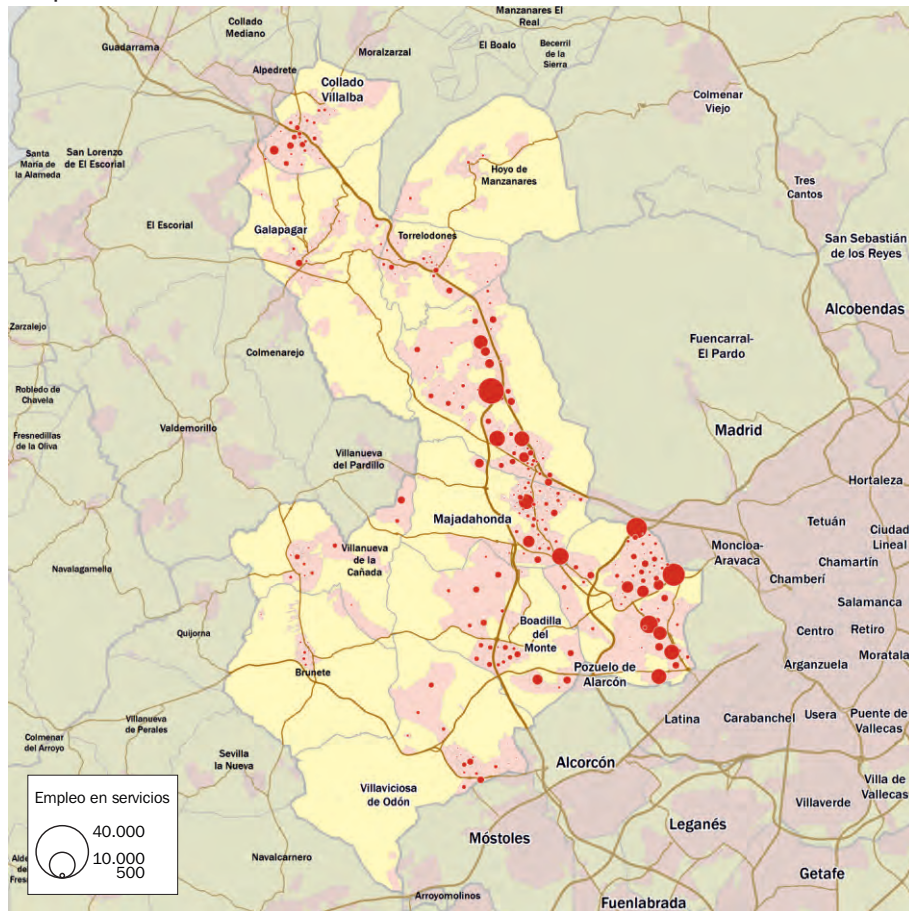 Collado
Mediano
Manzanares El
Real
Guadarrama
Moralzarzal
El Boalo
Becerril
de la
Sierra
Alpedrete
Collado
Villalba
Colmenar
Viejo
Santa
María de
la Alameda
San Lorenzo
de El Escorial
Hoyo de
Manzanares
Tres
Cantos
El Escorial
Galapagar
Torrelodones
San Sebastián
de los Reyes
Alcobendas
Zarzalejo
Colmenarejo
Fuencarral-
El Pardo
Robledo de
Chavela
Valdemorillo
Madrid
Fresnedillas
de la Oliva
Villanueva
del Pardillo
Hortaleza
Majadahonda
Tetuán
Ciudad
Lineal
Moncloa-
Aravaca
Villanueva
de la
Cañada
Chamartín
Navalagamella
Chamberí
Salamanca
Quijorna
Boadilla
del
Monte
Centro
Retiro
Moratala
Brunete
Pozuelo de
Alarcón
Arganzuela
Villanueva
de Perales
Latina
Carabanchel
Usera
Puente de
Vallecas
Colmenar
del Arroyo
Sevilla
la Nueva
Alcorcón
Villa de
Vallecas
Villaviciosa
de Odón
Villaverde
Empleo en servicios
40.000
10.000
500
Leganés
Móstoles
Navalcarnero
Getafe
Arroyomolinos
Fuenlabrada